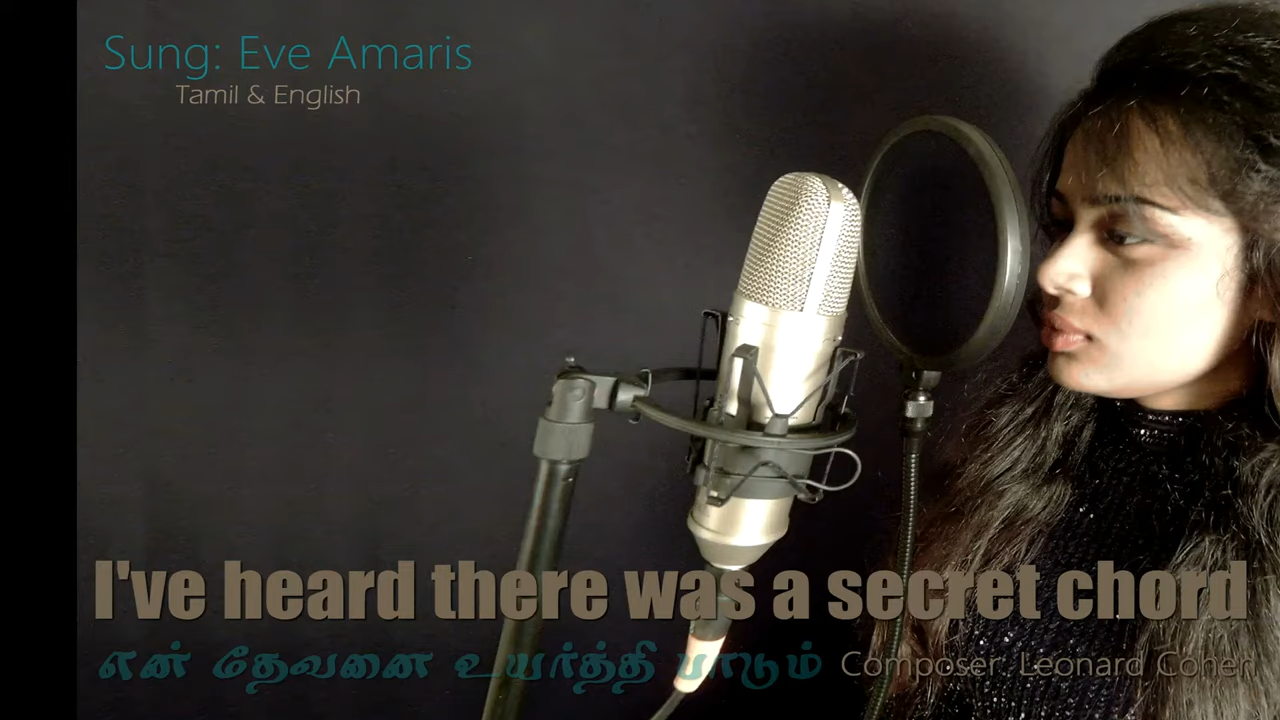 Sung: Eve Amaris
Tamil & English
I've heard there was a secret chord
என் தேவனை உயர்த்தி பாடும் Composer: Leonard Cohen